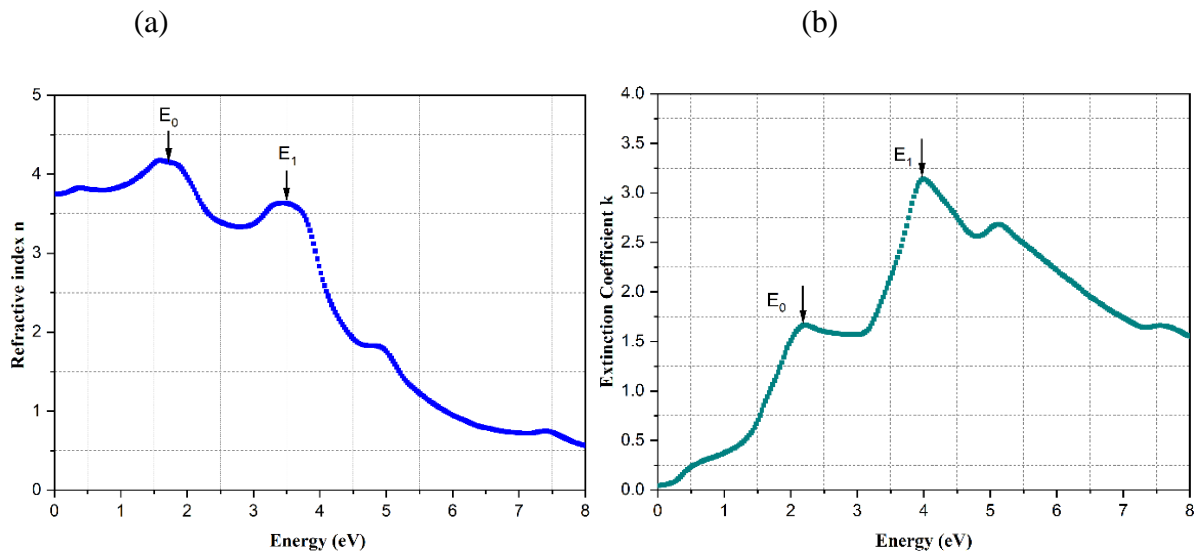 (a)
(b)
5
4
3
2
1
0
Refractive index n
E0
E1
0 1 2 3 4 5 6 7 8
Energy (eV)
4.0
3.5
3.0
2.5
2.0
1.5
1.0
0.5
0.0
Extinction Coefficient k
E1
E0
0 1 2 3 4 5 6 7 8
Energy (eV)